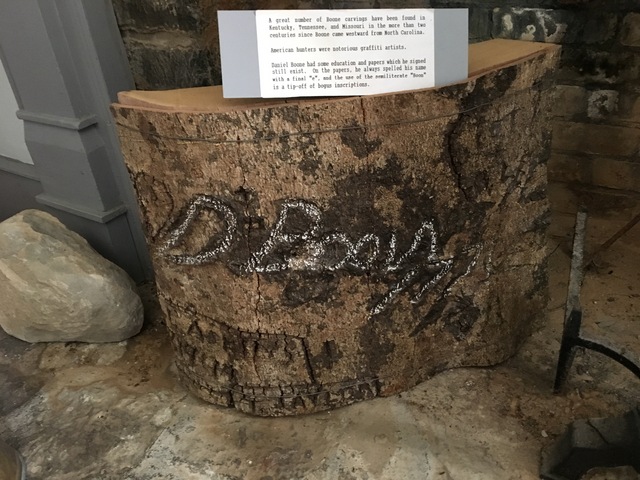 A great number of Boone carvings have been found in
Kentucky, Tennessee, and Missouri in the more than two
centuries since Boone came westward from North Carolina.
American hunters were notorious graffiti artists.
Daniel Boone had some education and papers which he signed
still exist. On the papers, he always spelled his name
with a final "e", and the use of the semiliterate "Boon"
is a tip-off of bogus inscriptions.
D Boon